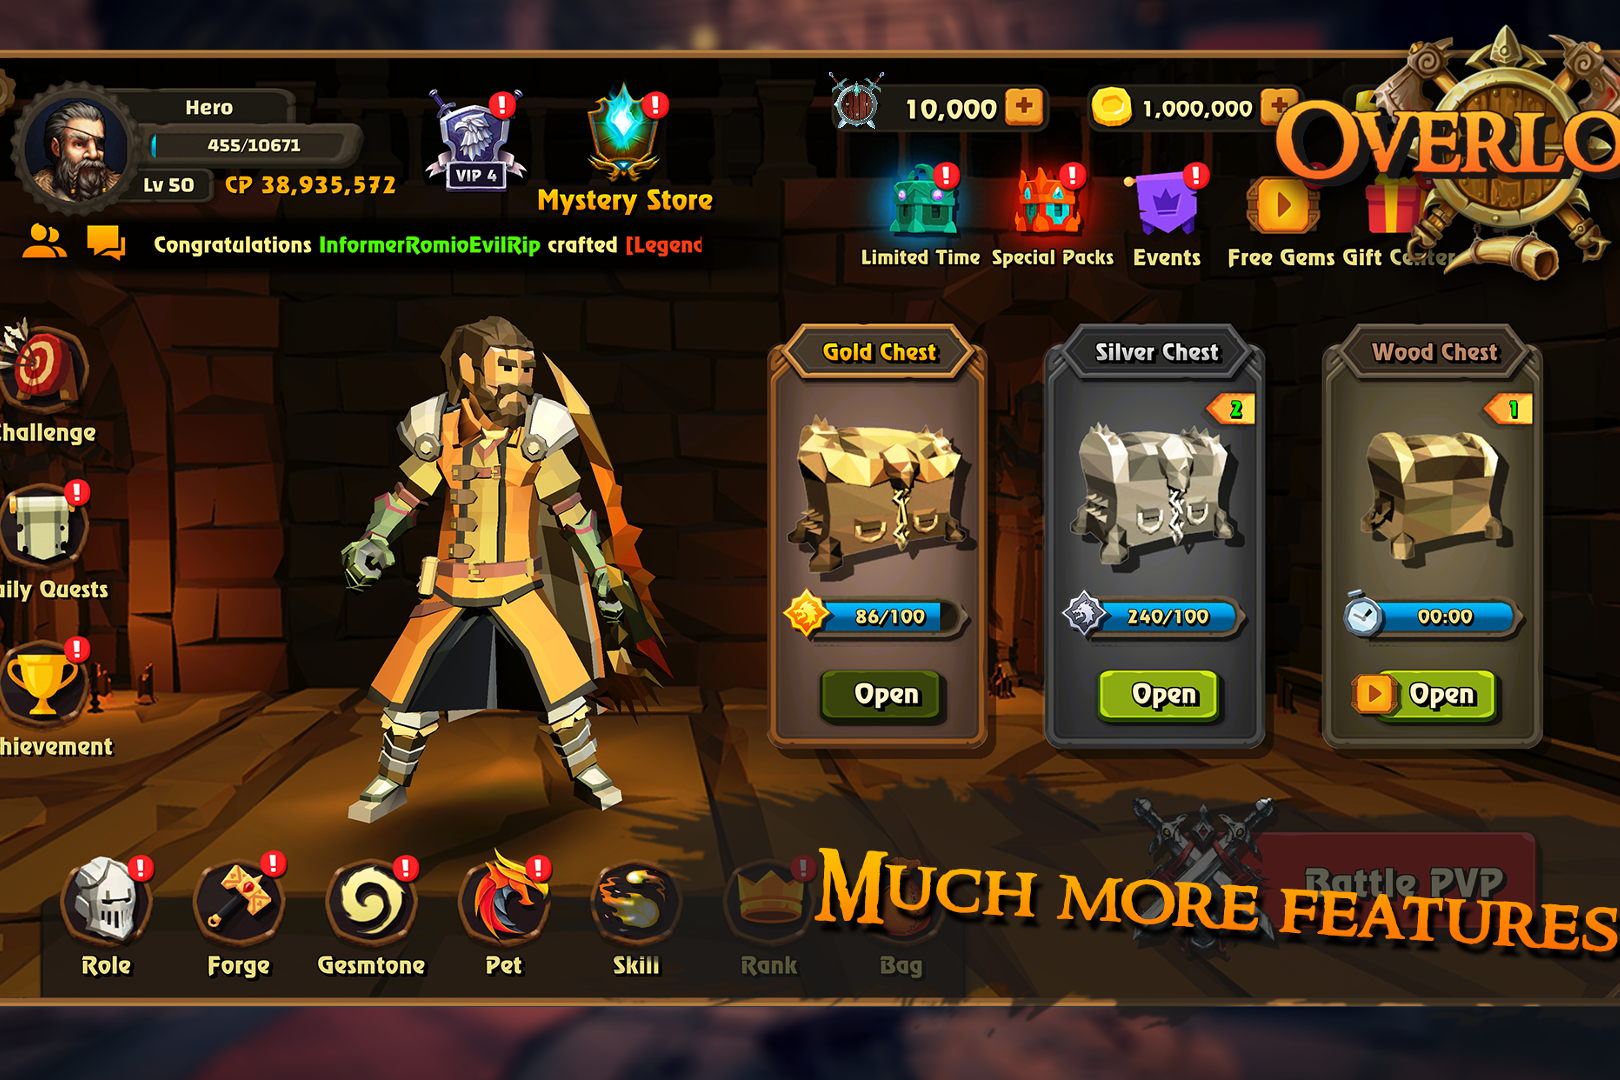 Hero
455/10671
Lv 50
CP 38,935,572
VIP 4
Mystery Store
10,000
1,000,000
OVERLO
Limited Time
Special Packs
Events
Free Gems
Gift Center
Congratulations InformerRomioEvilRip crafted [Legend
Challenge
aily Quests
hievement
Gold Chest
86/100
Open
Silver Chest
2
240/100
Open
Wood Chest
1
00:00
Open
Battle PVP
MUCH MORE FEATURES
Role
Forge
Gesmtone
Pet
Skill
Rank
Bag